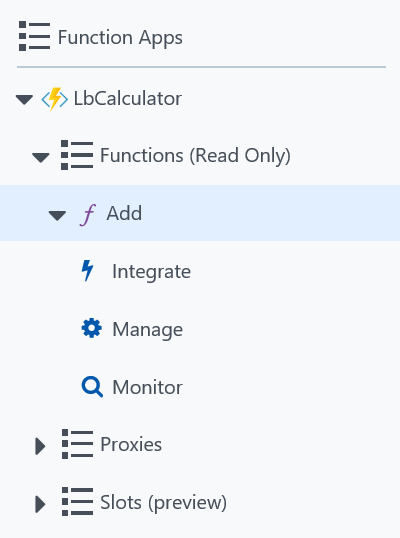 Function Apps
LbCalculator
Functions (Read Only)
Add
Integrate
Manage
Monitor
Proxies
Slots (preview)